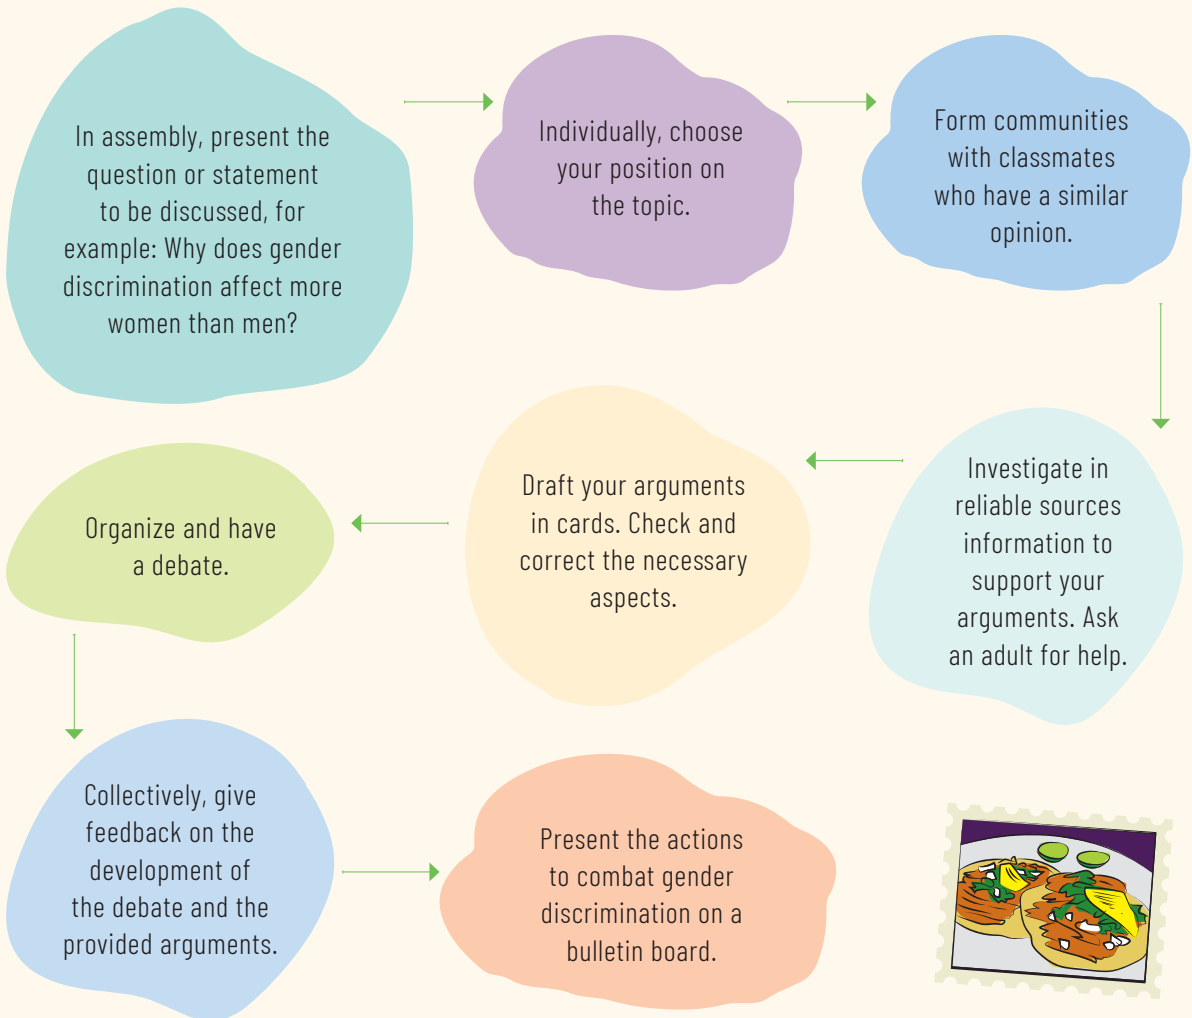 In assembly, present the
question or statement
to be discussed, for
example: Why does gender
discrimination affect more
women than men?
Individually, choose
your position on
the topic.
Form communities
with classmates
who have a similar
opinion.
Investigate in
reliable sources
information to
support your
arguments. Ask
an adult for help.
Draft your arguments
in cards. Check and
correct the necessary
aspects.
Organize and have
a debate.
Collectively, give
feedback on the
development of
the debate and the
provided arguments.
Present the actions
to combat gender
discrimination on a
bulletin board.